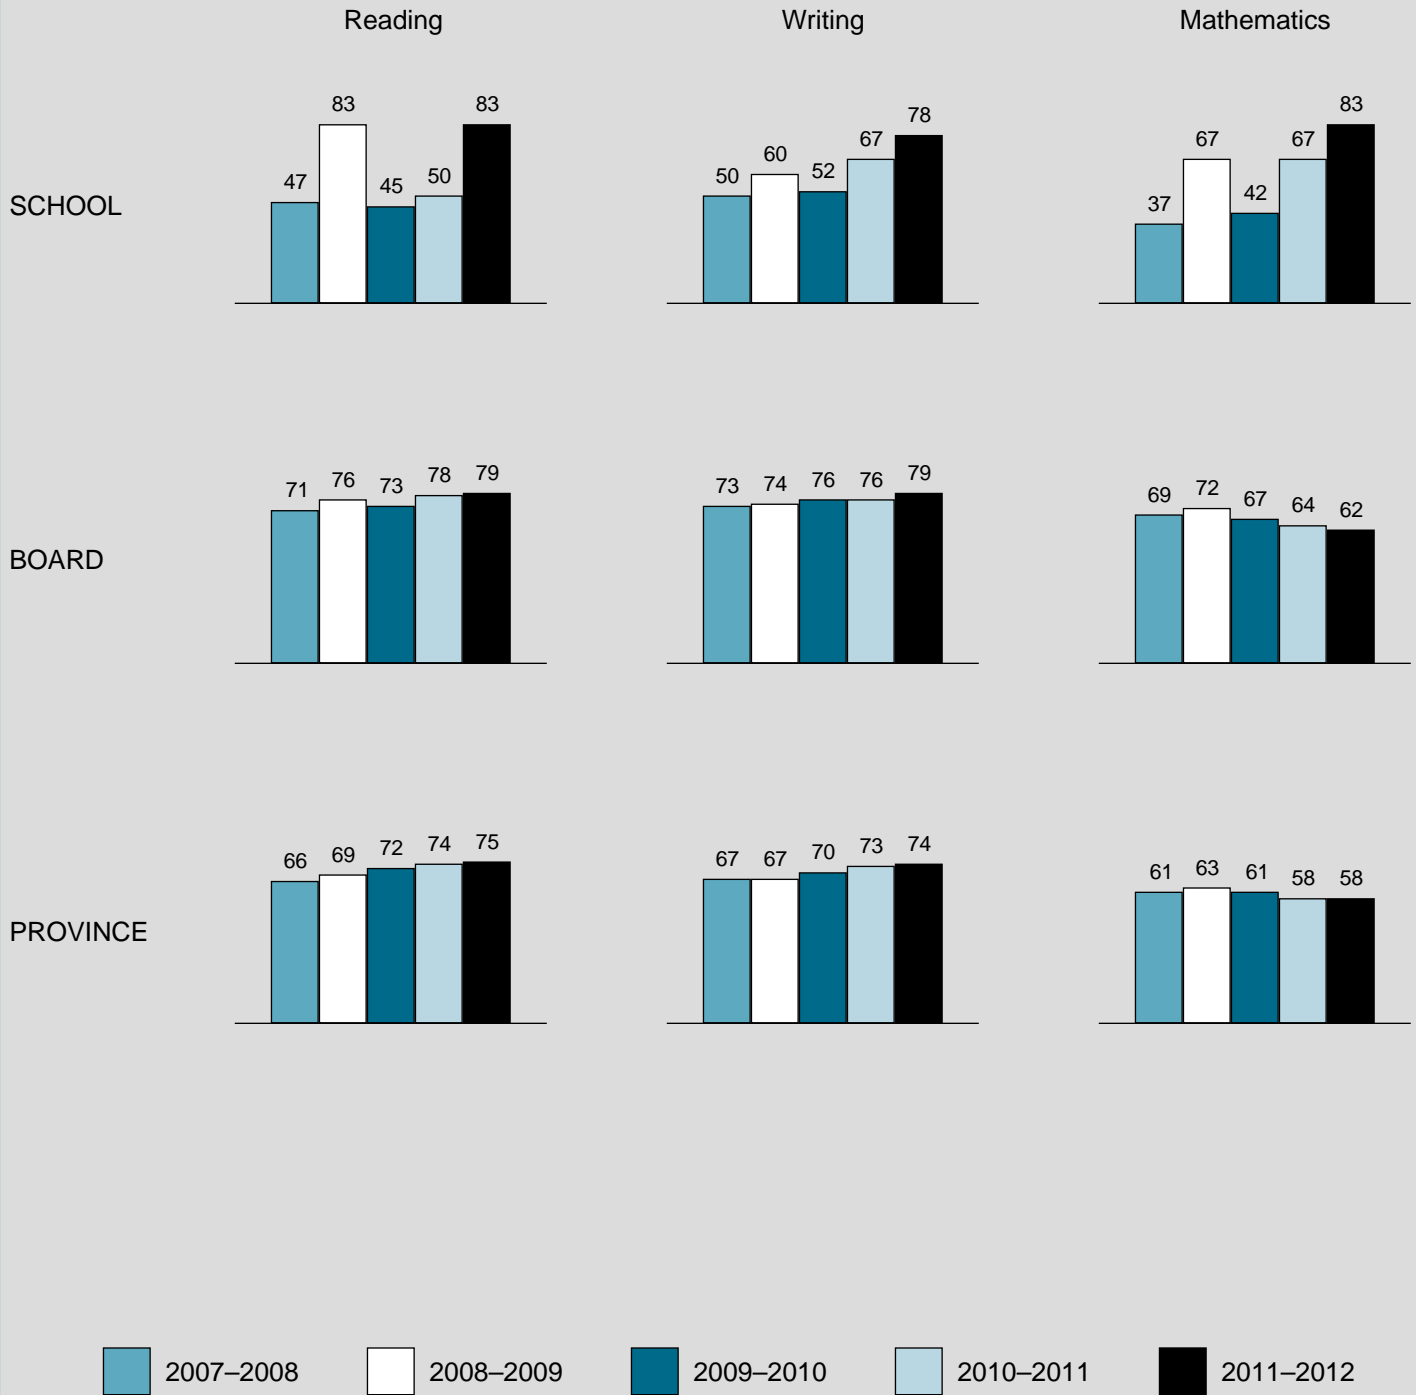 Reading Writing Mathematics
83 83
47 45 50
78
67
60
50 52
83
67 67
37 42
SCHOOL
71 76 73 78 79
73 74 76 76 79
69 72 67 64 62
BOARD
66 69 72 74 75
67 67 70 73 74
61 63 61 58 58
PROVINCE
2007–2008 2008–2009 2009–2010 2010–2011 2011–2012